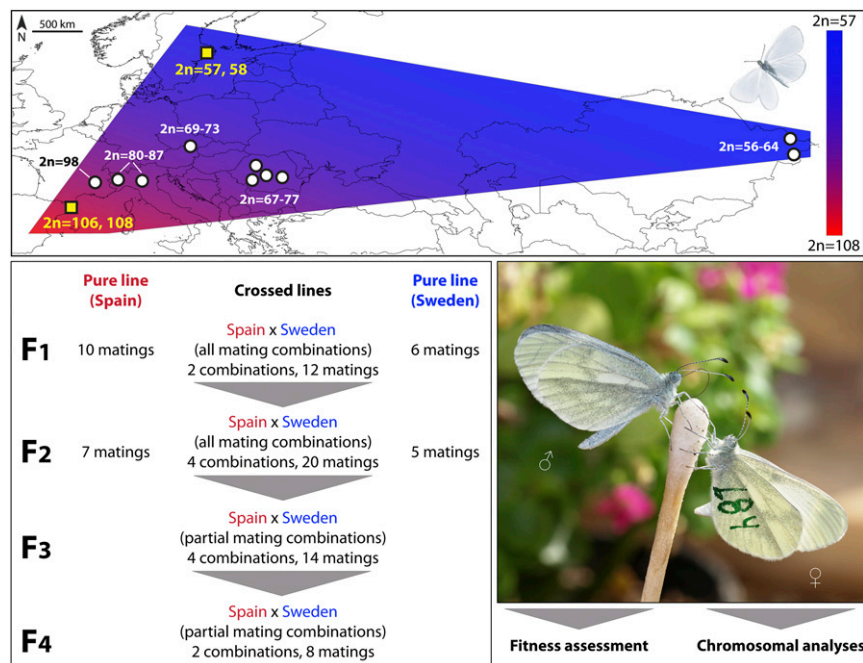 500 km
N
2n=57, 58
2n=57
2n=69-73
2n=98
2n=80-87
2n=56-64
2n=67-77
2n=106, 108
2n=108
Pure line
(Spain)
Crossed lines
Pure line
(Sweden)
F1
10 matings
Spain x Sweden
(all mating combinations)
2 combinations, 12 matings
6 matings
F2
7 matings
Spain x Sweden
(all mating combinations)
4 combinations, 20 matings
5 matings
F3
Spain x Sweden
(partial mating combinations)
4 combinations, 14 matings
F4
Spain x Sweden
(partial mating combinations)
2 combinations, 8 matings
♂
♀
Fitness assessment
Chromosomal analyses